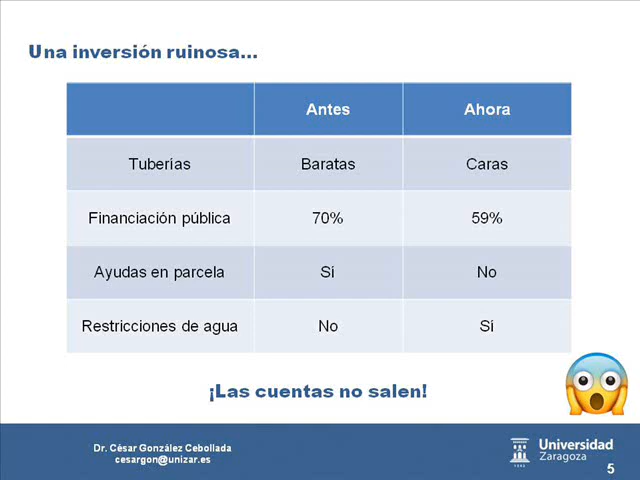 Una inversión ruinosa...
Antes Ahora
Tuberías Baratas Caras
Financiación pública 70% 59%
Ayudas en parcela Sí No
Restricciones de agua No Sí
¡Las cuentas no salen!
Dr. César González Cebollada
cesargon@unizar.es
Universidad
Zaragoza
5